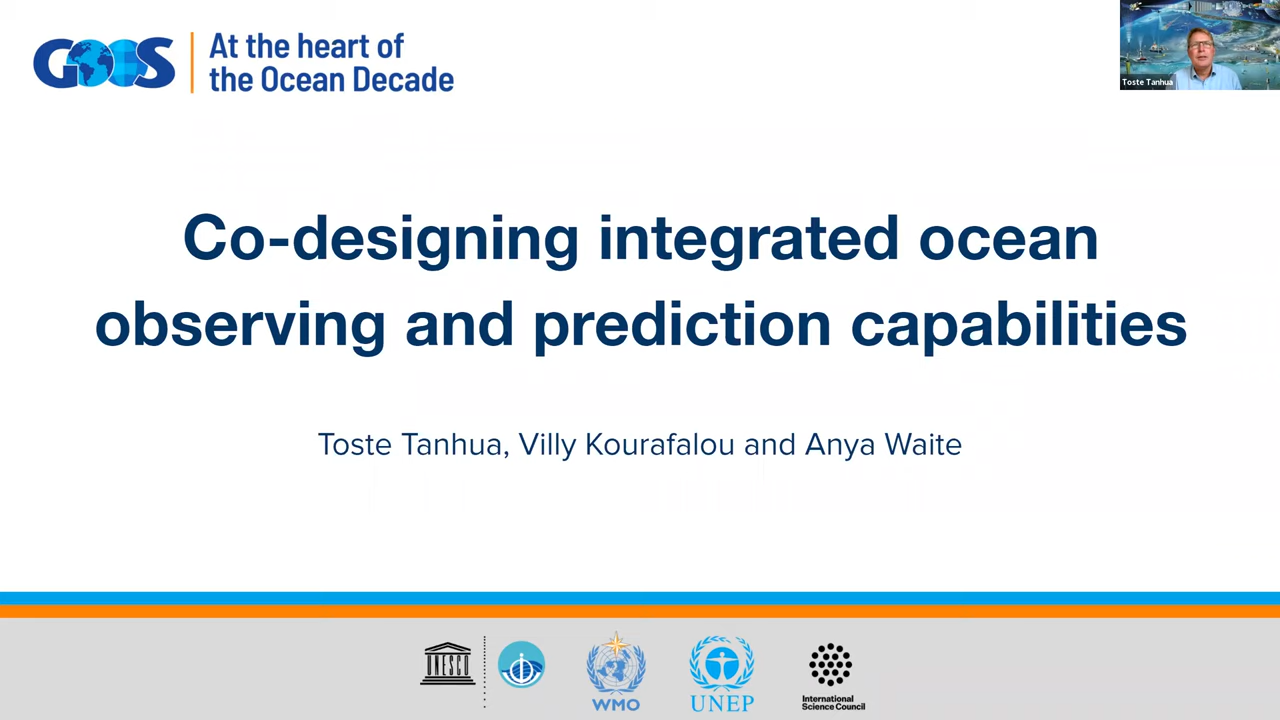 GOOS
At the heart of
the Ocean Decade
Toste Tanhua
Co-designing integrated ocean
observing and prediction capabilities
Toste Tanhua, Villy Kourafalou and Anya Waite
UNESCO
WMO
UNEP
International
Science Council